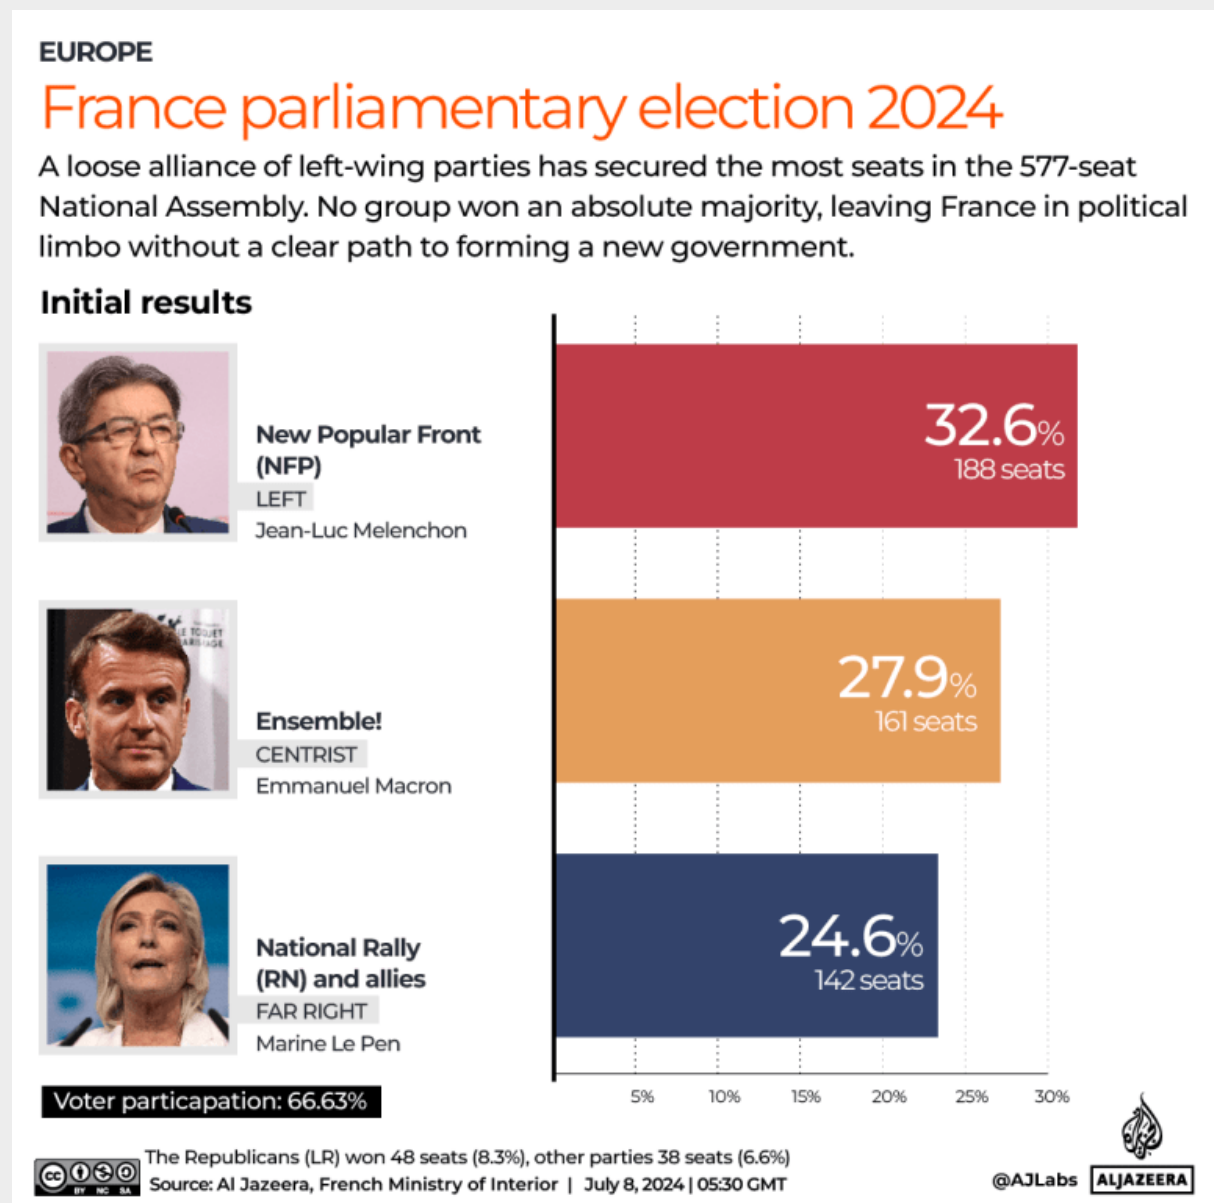 EUROPE
France parliamentary election 2024
A loose alliance of left-wing parties has secured the most seats in the 577-seat
National Assembly. No group won an absolute majority, leaving France in political
limbo without a clear path to forming a new government.
Initial results
New Popular Front
(NFP)
LEFT
Jean-Luc Melenchon
32.6%
188 seats
Ensemble!
CENTRIST
Emmanuel Macron
27.9%
161 seats
National Rally
(RN) and allies
FAR RIGHT
Marine Le Pen
24.6%
142 seats
5% 10% 15% 20% 25% 30%
Voter particapation: 66.63%
The Republicans (LR) won 48 seats (8.3%), other parties 38 seats (6.6%)
Source: Al Jazeera, French Ministry of Interior | July 8, 2024 | 05:30 GMT
cc BY NC SA
@AJLabs ALJAZEERA